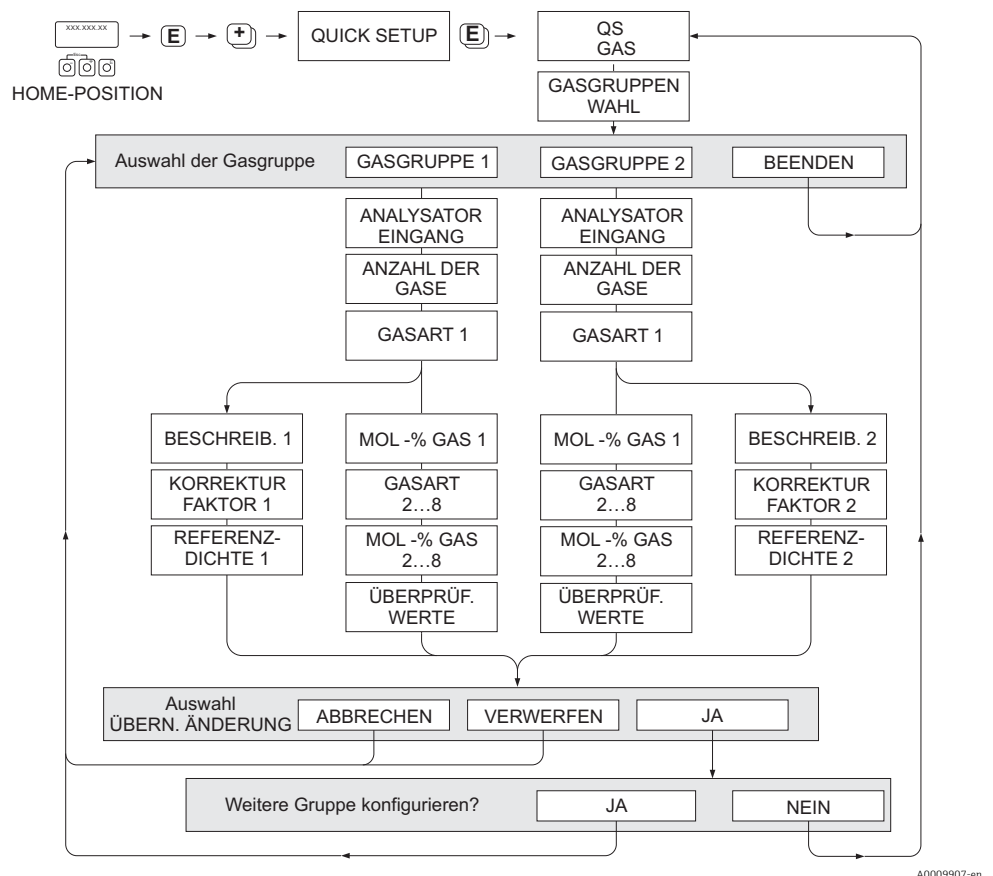 xxx.xxx.xx
E
+
QUICK SETUP
E
QS
GAS
HOME-POSITION
GASGRUPPEN
WAHL
Auswahl der Gasgruppe
GASGRUPPE 1
GASGRUPPE 2
BEENDEN
ANALYSATOR
EINGANG
ANALYSATOR
EINGANG
ANZAHL DER
GASE
ANZAHL DER
GASE
GASART 1
GASART 1
BESCHREIB. 1
MOL -% GAS 1
MOL -% GAS 1
BESCHREIB. 2
KORREKTUR
FAKTOR 1
GASART
2...8
GASART
2...8
KORREKTUR
FAKTOR 2
REFERENZ-
DICHTE 1
MOL -% GAS
2...8
MOL -% GAS
2...8
REFERENZ-
DICHTE 2
ÜBERPRÜF.
WERTE
ÜBERPRÜF.
WERTE
Auswahl
ÜBERN. ÄNDERUNG
ABBRECHEN
VERWERFEN
JA
Weitere Gruppe konfigurieren?
JA
NEIN
A0009907-en